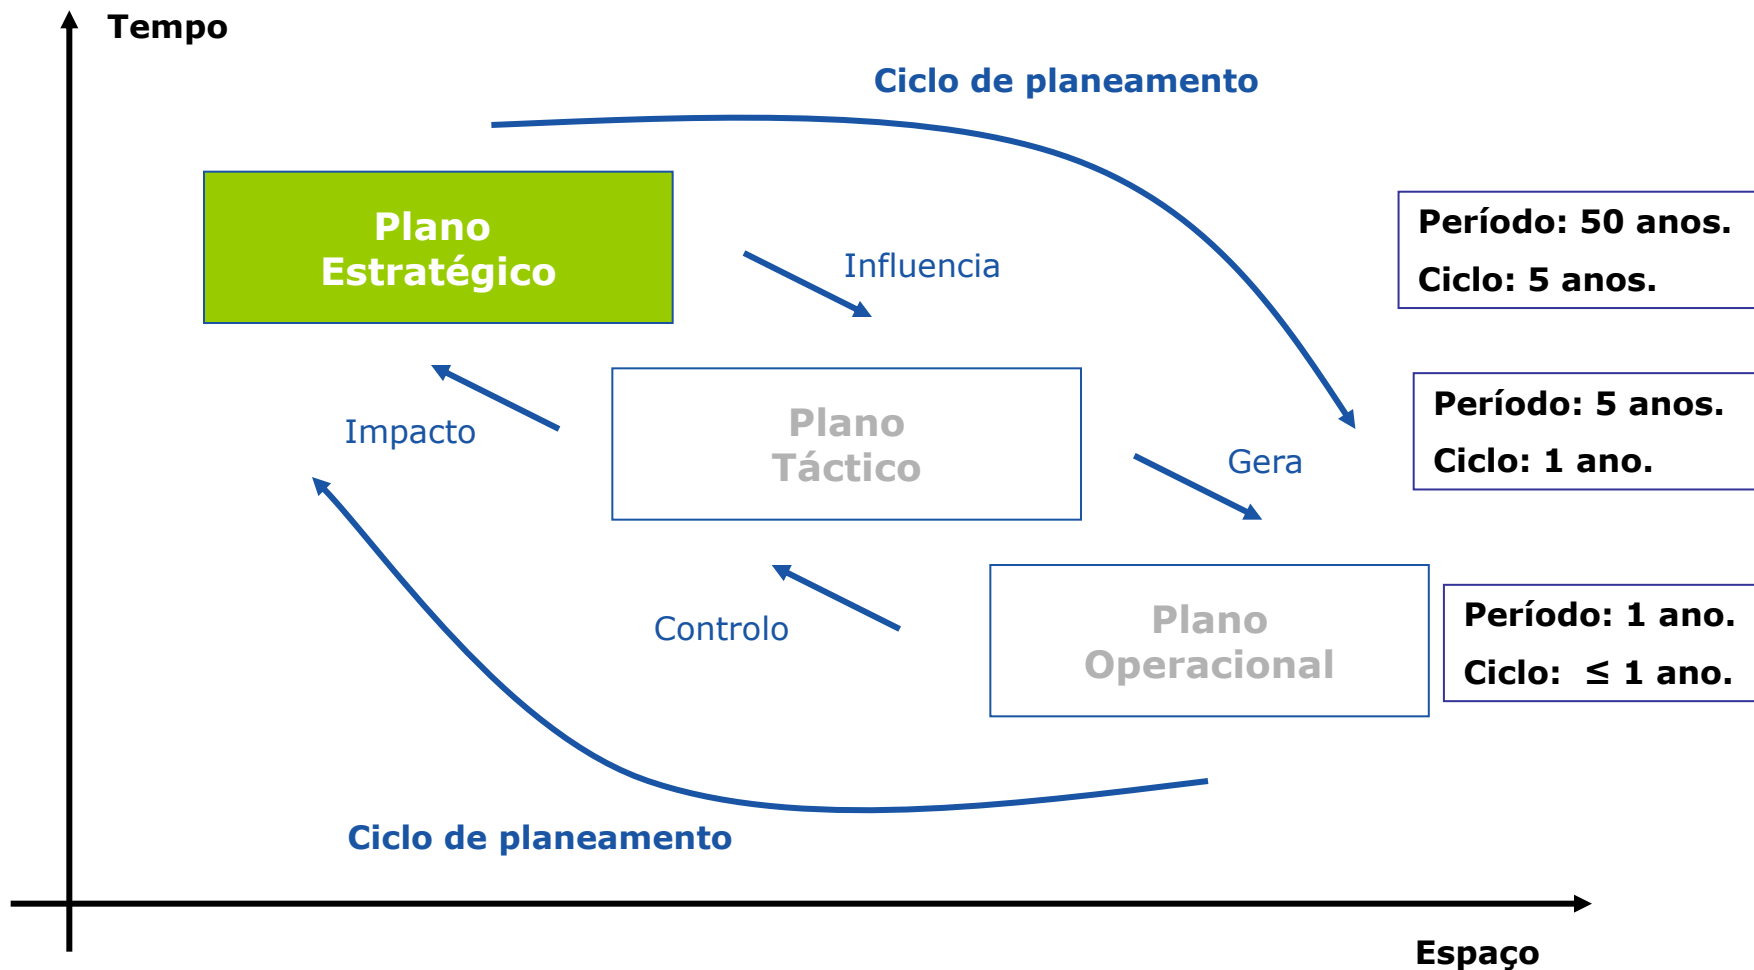 Tempo
Ciclo de planeamento
Plano
Estratégico
Influencia
Período: 50 anos.
Ciclo: 5 anos.
Impacto
Plano
Táctico
Gera
Período: 5 anos.
Ciclo: 1 ano.
Controlo
Plano
Operacional
Período: 1 ano.
Ciclo: ≤ 1 ano.
Ciclo de planeamento
Espaço